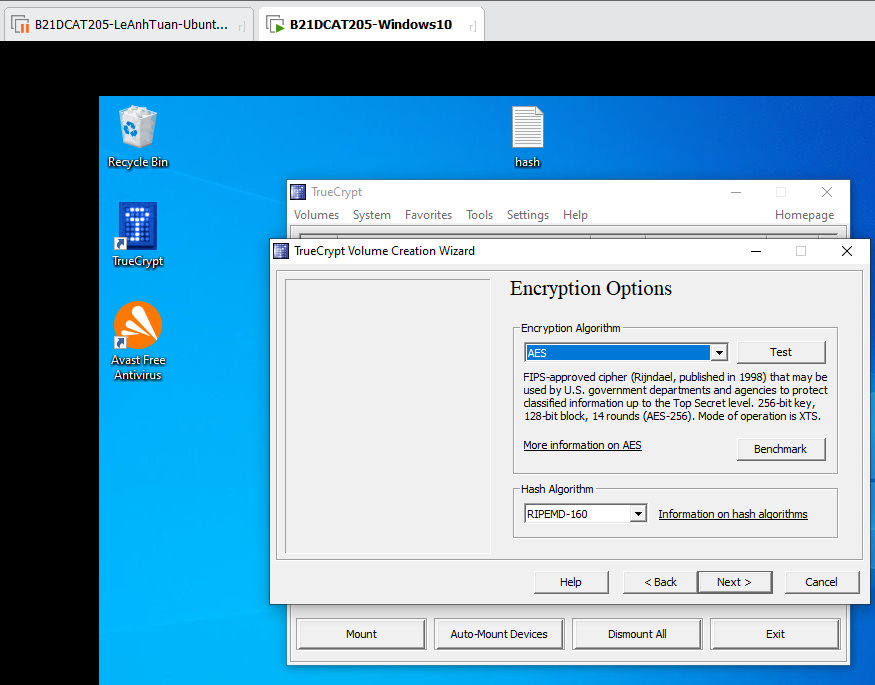 B21DCAT205-LeAnhTuan-Ubunt...
B21DCAT205-Windows10
Recycle Bin
hash
TrueCrypt
Avast Free
Antivirus
TrueCrypt
Volumes System Favorites Tools Settings Help Homepage
TrueCrypt Volume Creation Wizard
Encryption Options
Encryption Algorithm
AES
Test
FIPS-approved cipher (Rijndael, published in 1998) that may be
used by U.S. government departments and agencies to protect
classified information up to the Top Secret level. 256-bit key,
128-bit block, 14 rounds (AES-256). Mode of operation is XTS.
More information on AES
Benchmark
Hash Algorithm
RIPEMD-160
Information on hash algorithms
Help
< Back
Next >
Cancel
Mount
Auto-Mount Devices
Dismount All
Exit